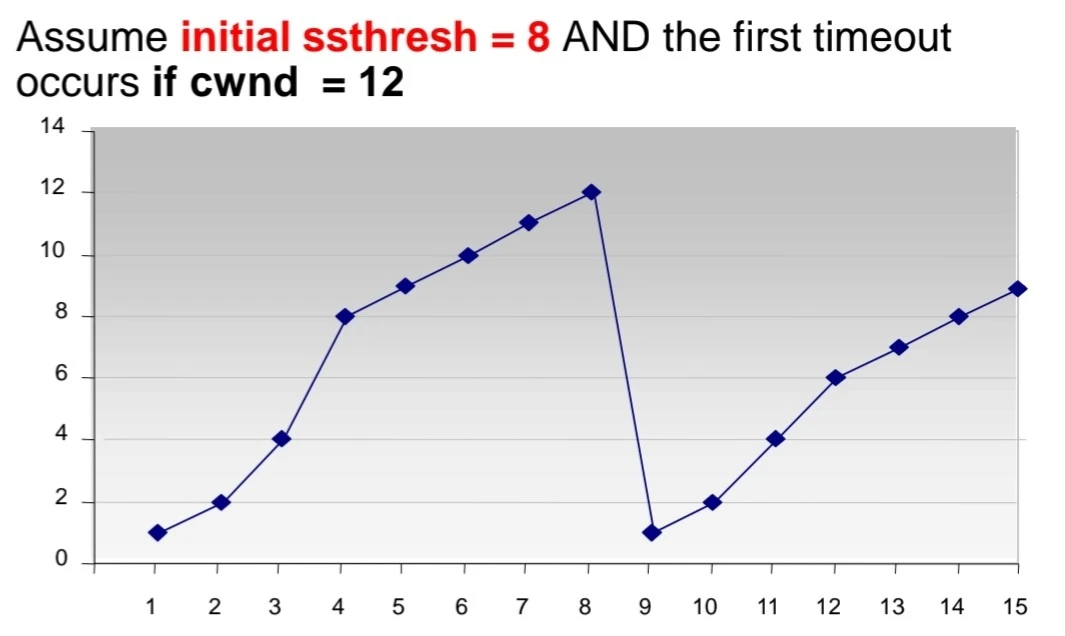 Assume initial ssthresh = 8 AND the first timeout
occurs if cwnd = 12
14
12
10
8
6
4
2
0
1 2 3 4 5 6 7 8 9 10 11 12 13 14 15